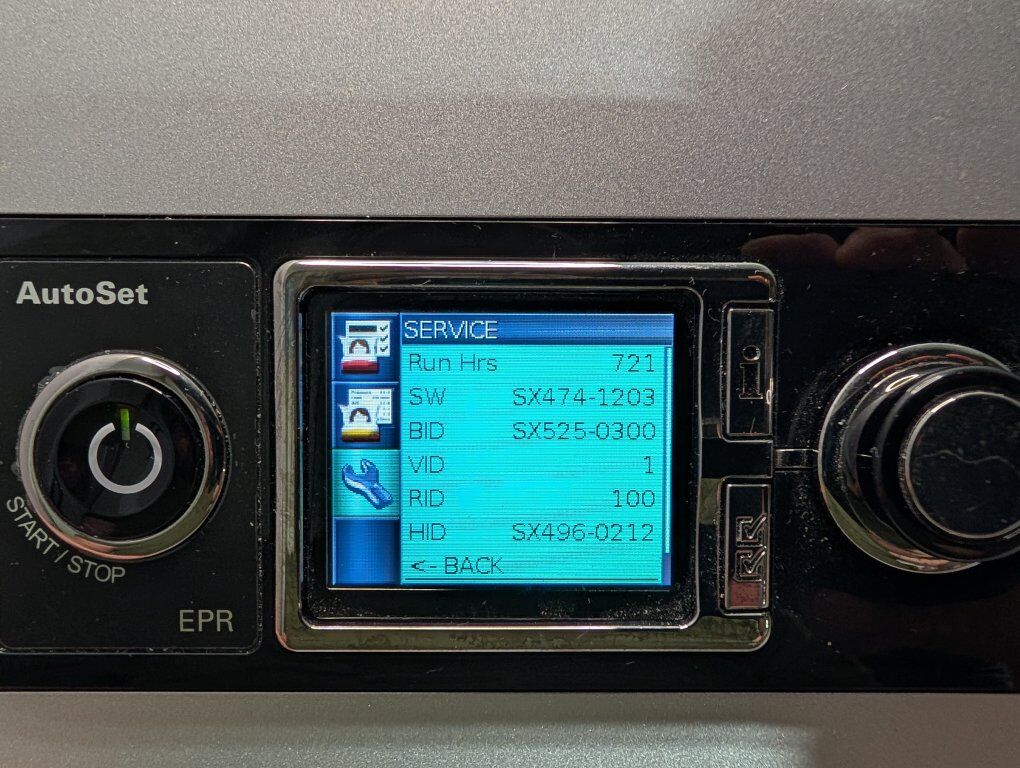 AutoSet
START / STOP
EPR
SERVICE
Run Hrs 721
SW SX474-1203
BID SX525-0300
VID 1
RID 100
HID SX496-0212
<- BACK
i